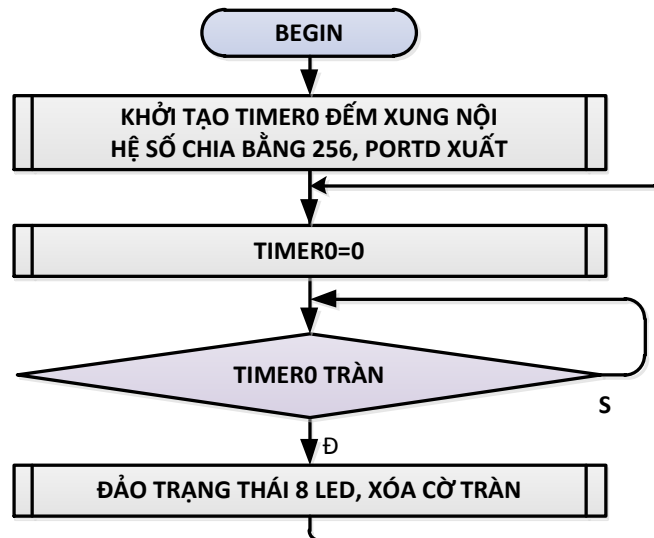 BEGIN
KHỞI TẠO TIMER0 ĐẾM XUNG NỘI
HỆ SỐ CHIA BẰNG 256, PORTD XUẤT
TIMER0=0
TIMER0 TRÀN
S
Đ
ĐẢO TRẠNG THÁI 8 LED, XÓA CỜ TRÀN